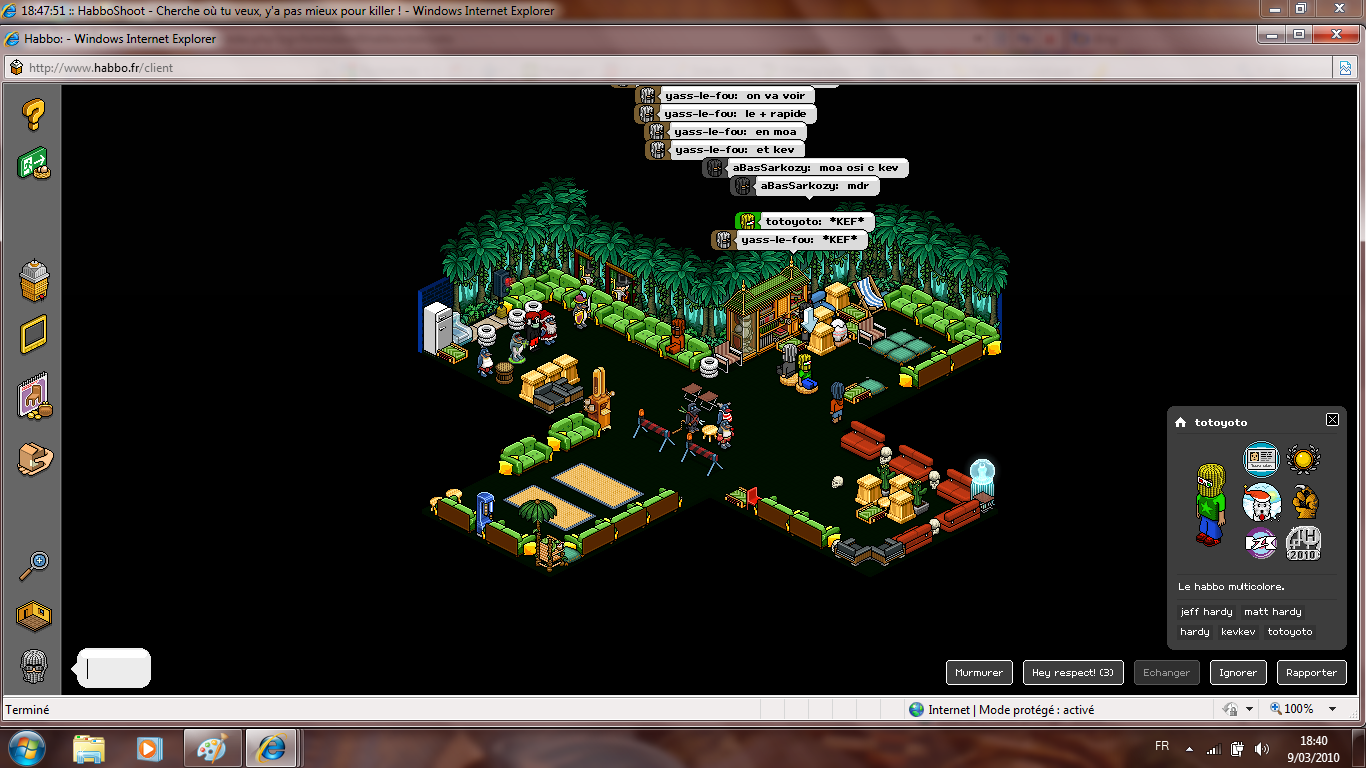 18:47:51 :: HabboShoot - Cherche où tu veux, y'a pas mieux pour killer ! - Windows Internet Explorer
Habbo: - Windows Internet Explorer
http://www.habbo.fr/client
yass-le-fou: on va voir
yass-le-fou: le + rapide
yass-le-fou: en moa
yass-le-fou: et kev
aBasSarkozy: moa osi c kev
aBasSarkozy: mdr
totoyoto: *KEF*
yass-le-fou: *KEF*
totoyoto
2010
Le habbo multicolore.
jeff hardy matt hardy
hardy kevkev totoyoto
Murmurer Hey respect! (3) Echanger Ignorer Rapporter
Terminé Internet | Mode protégé : activé 100%
FR 18:40
9/03/2010